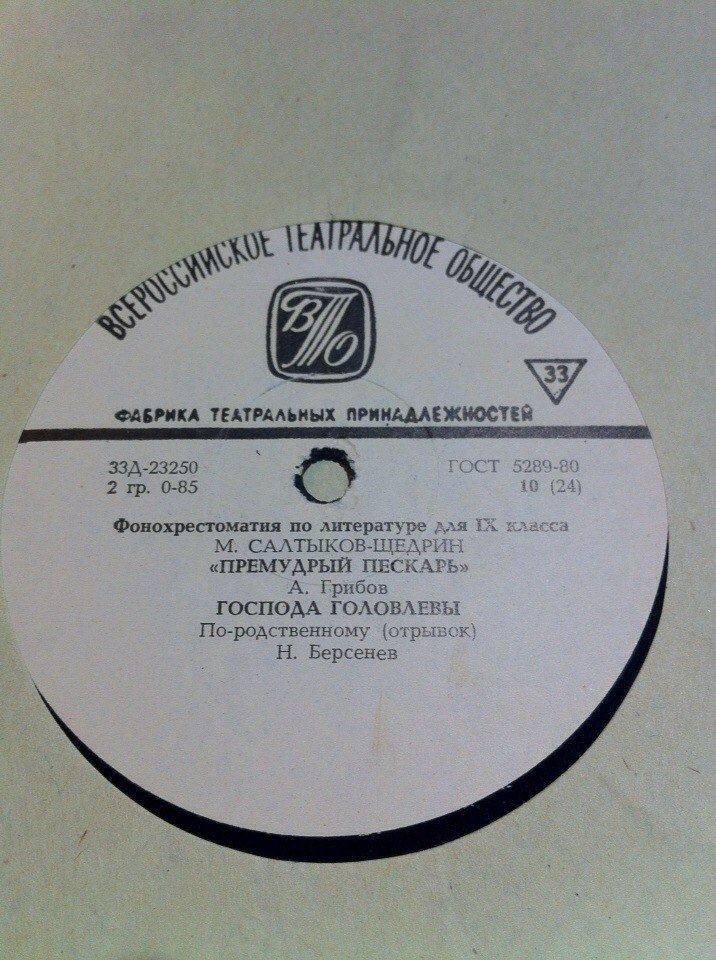 ВСЕРОССИЙСКОЕ ТЕАТРАЛЬНОЕ ОБЩЕСТВО
ВТО
33
ФАБРИКА ТЕАТРАЛЬНЫХ ПРИНАДЛЕЖНОСТЕЙ
33Д-23250 ГОСТ 5289-80
2 гр. 0-85 10 (24)
Фонохрестоматия по литературе для IX класса
М. САЛТЫКОВ-ЩЕДРИН
«ПРЕМУДРЫЙ ПЕСКАРЬ»
А. Грибов
ГОСПОДА ГОЛОВЛЕВЫ
По-родственному (отрывок)
Н. Берсенев